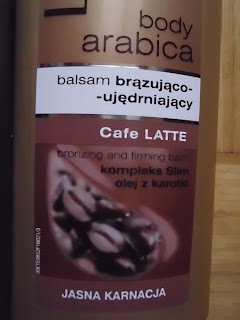 body
arabica
balsam brązująco-
-ujędrniający
Cafe LATTE
bronzing and firming balm
kompleks Slim
olej z karotki
JASNA KARNACJA